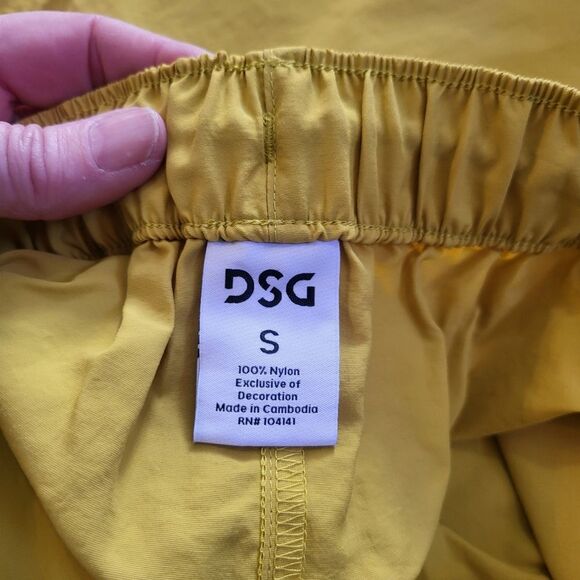 DSG
S
100% Nylon
Exclusive of
Decoration
Made in Cambodia
RN# 104141